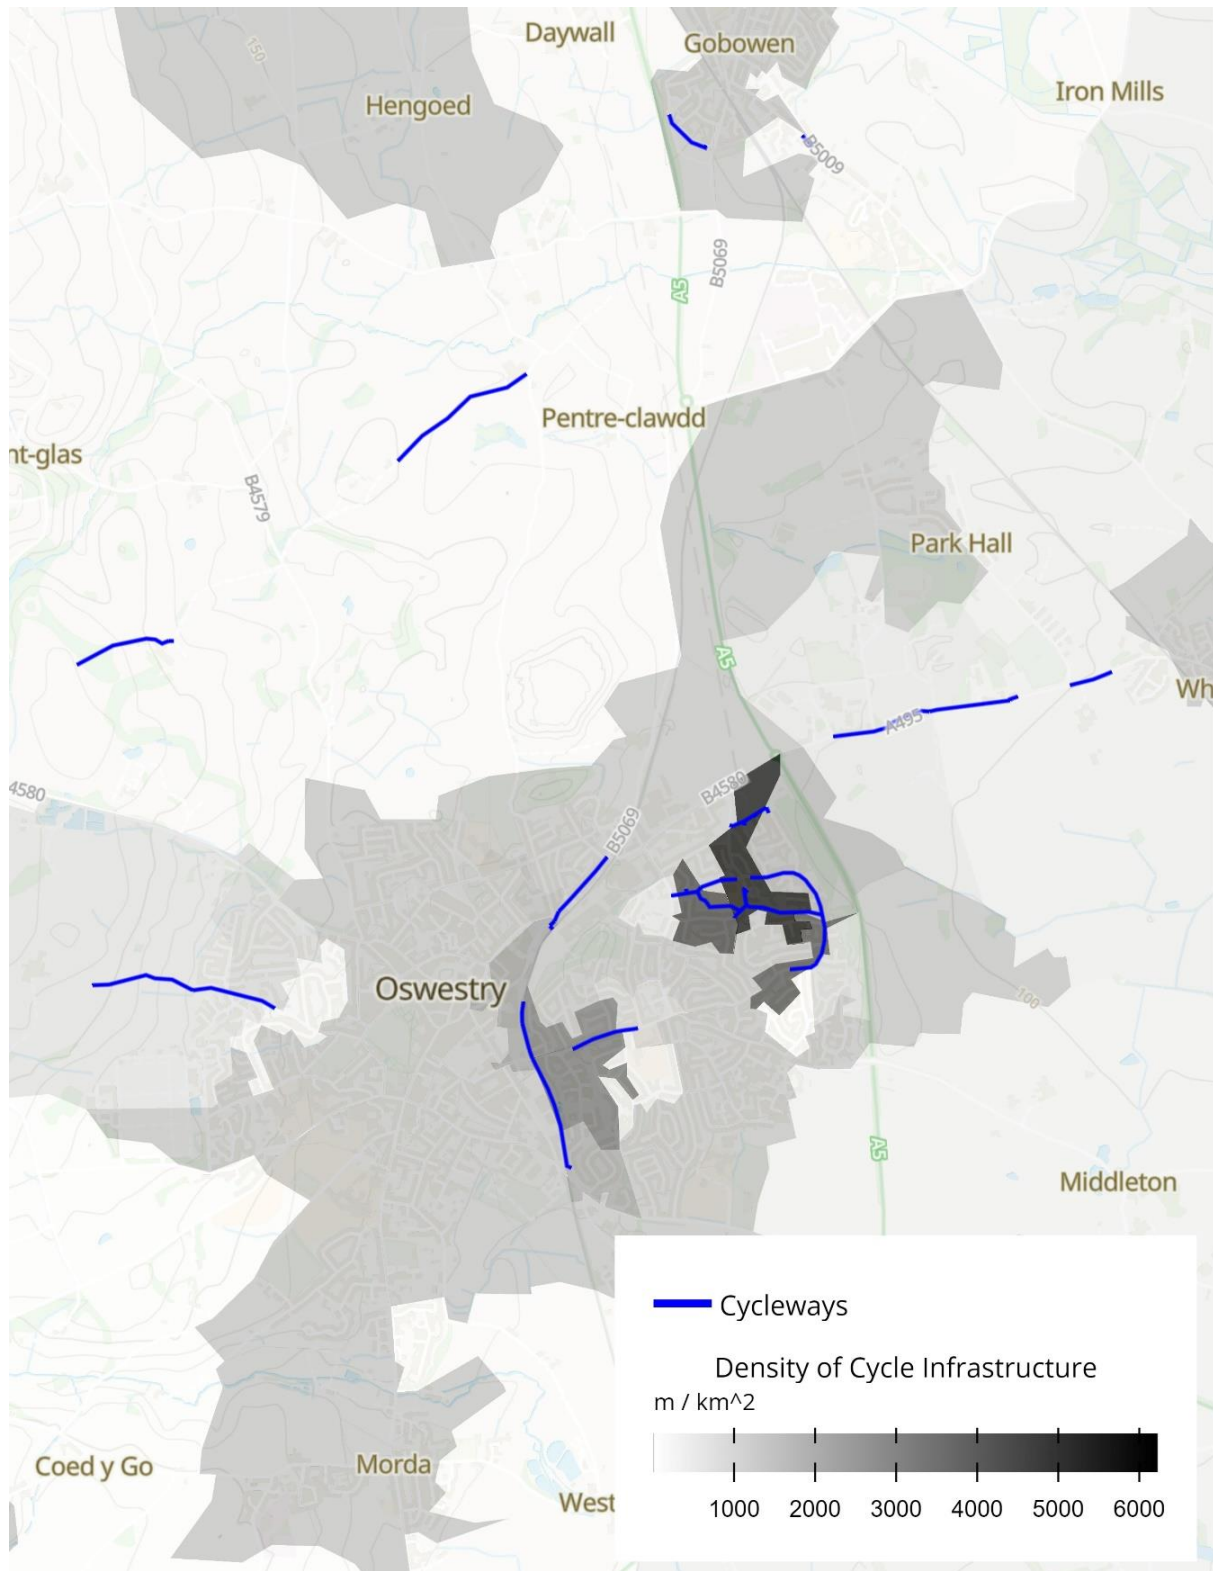 Daywall
Gobowen
150
Hengoed
Iron Mills
B5009
B5069
A5
Pentre-clawdd
nt-glas
B4579
Park Hall
A5
Wh
A495
4580
B4580
B5069
Oswestry
100
A5
Middleton
Coed y Go
Morda
West
Cycleways
Density of Cycle Infrastructure
m / km^2
1000 2000 3000 4000 5000 6000